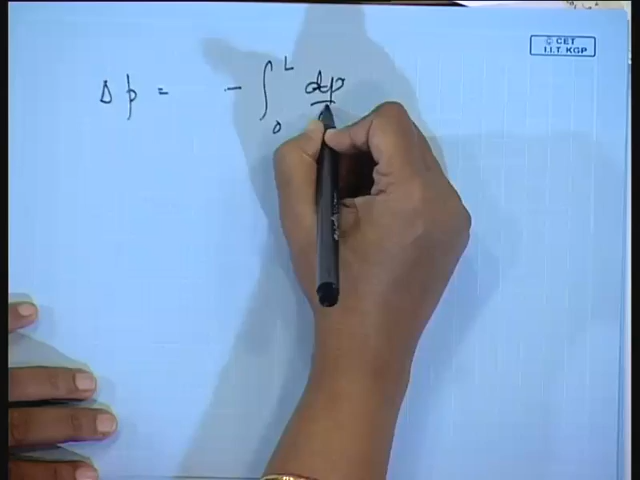 © CET
I.I.T. KGP
Δp = - ∫₀ᴸ dp